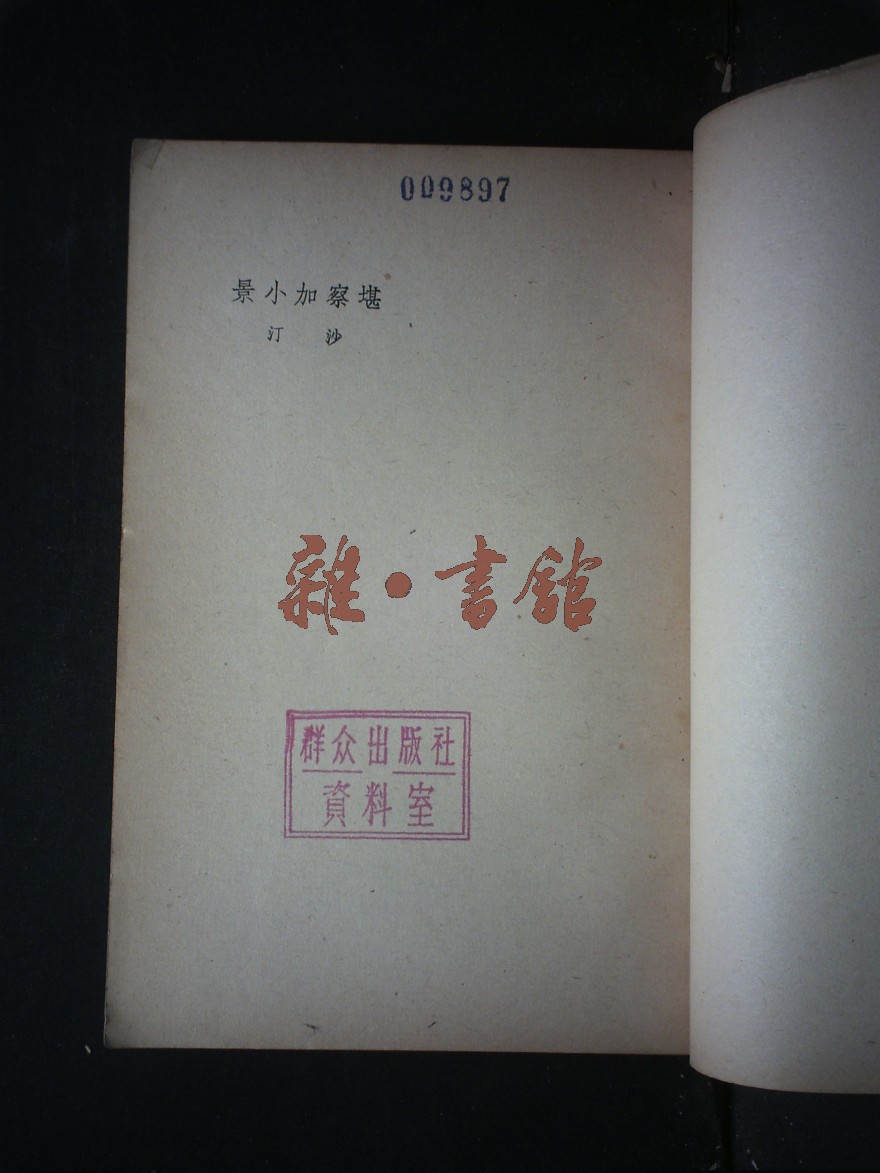 009897
堪察加小景
沙汀
雜·書館
群众出版社
資料室